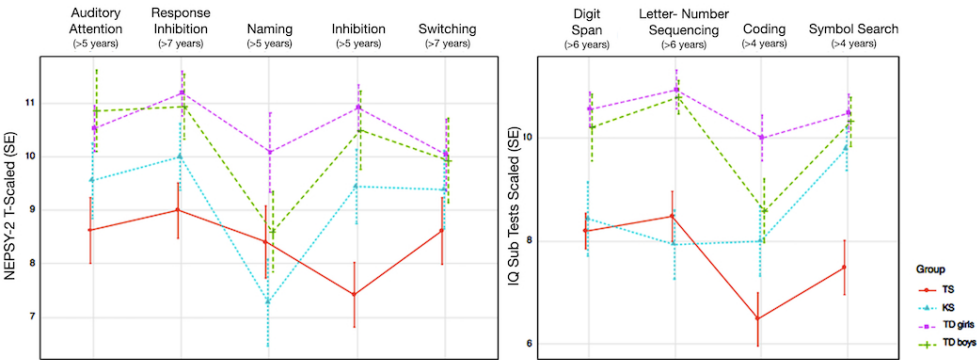 Auditory Attention (>5 years)
Response Inhibition (>7 years)
Naming (>5 years)
Inhibition (>5 years)
Switching (>7 years)
NEPSY-2 T-Scaled (SE)
11
10
9
8
7
Digit Span (>6 years)
Letter- Number Sequencing (>6 years)
Coding (>4 years)
Symbol Search (>4 years)
IQ Sub Tests Scaled (SE)
10
8
6
Group
TS
KS
TD girls
TD boys